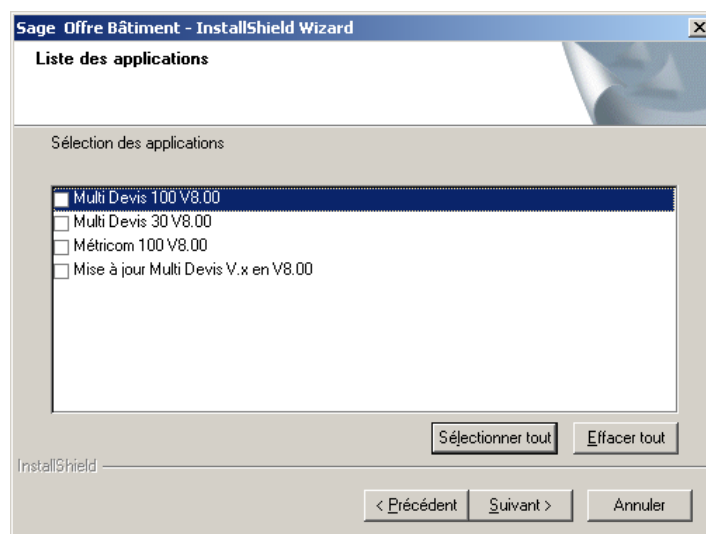 Sage Offre Bâtiment - InstallShield Wizard
Liste des applications
Sélection des applications
Multi Devis 100 V8.00
Multi Devis 30 V8.00
Métricom 100 V8.00
Mise à jour Multi Devis V.x en V8.00
Sélectionner tout
Effacer tout
InstallShield
< Précédent
Suivant >
Annuler